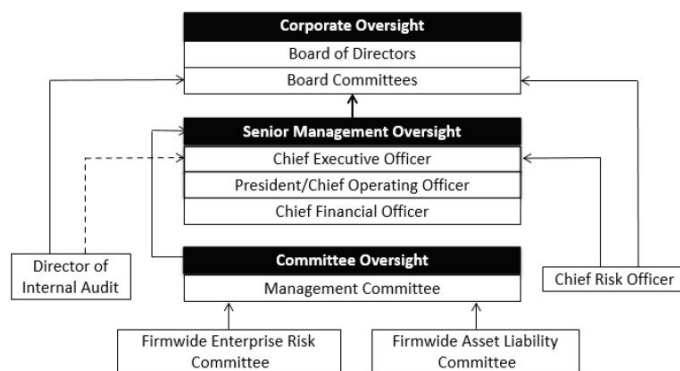 Corporate Oversight
Board of Directors
Board Committees
Senior Management Oversight
Chief Executive Officer
President/Chief Operating Officer
Chief Financial Officer
Director of
Internal Audit
Committee Oversight
Management Committee
Chief Risk Officer
Firmwide Enterprise Risk
Committee
Firmwide Asset Liability
Committee